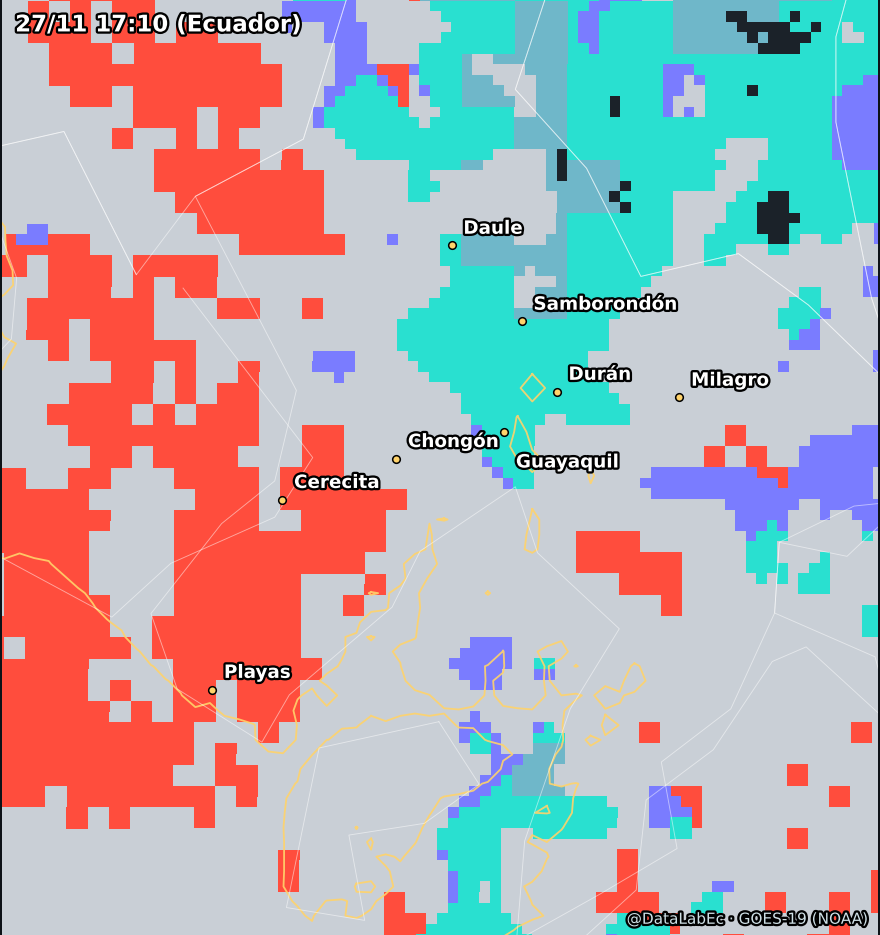 27/11 17:10 (Ecuador)
Daule
Samborondón
Durán
Milagro
Chongón
Guayaquil
Cerecita
Playas
@DataLabEc · GOES-19 (NOAA)